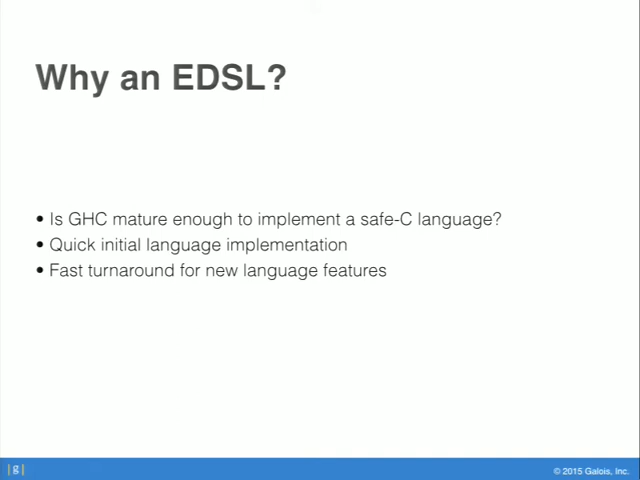 Why an EDSL?
• Is GHC mature enough to implement a safe-C language?
• Quick initial language implementation
• Fast turnaround for new language features
|g|
© 2015 Galois, Inc.